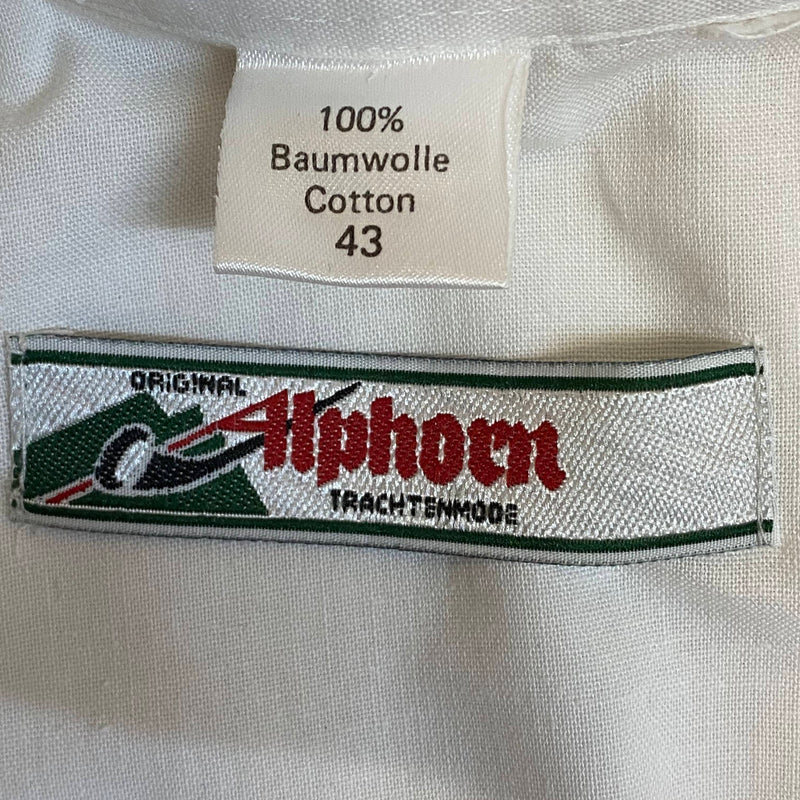 100%
Baumwolle
Cotton
43
ORIGINAL
Alphorn
TRACHTENMODE